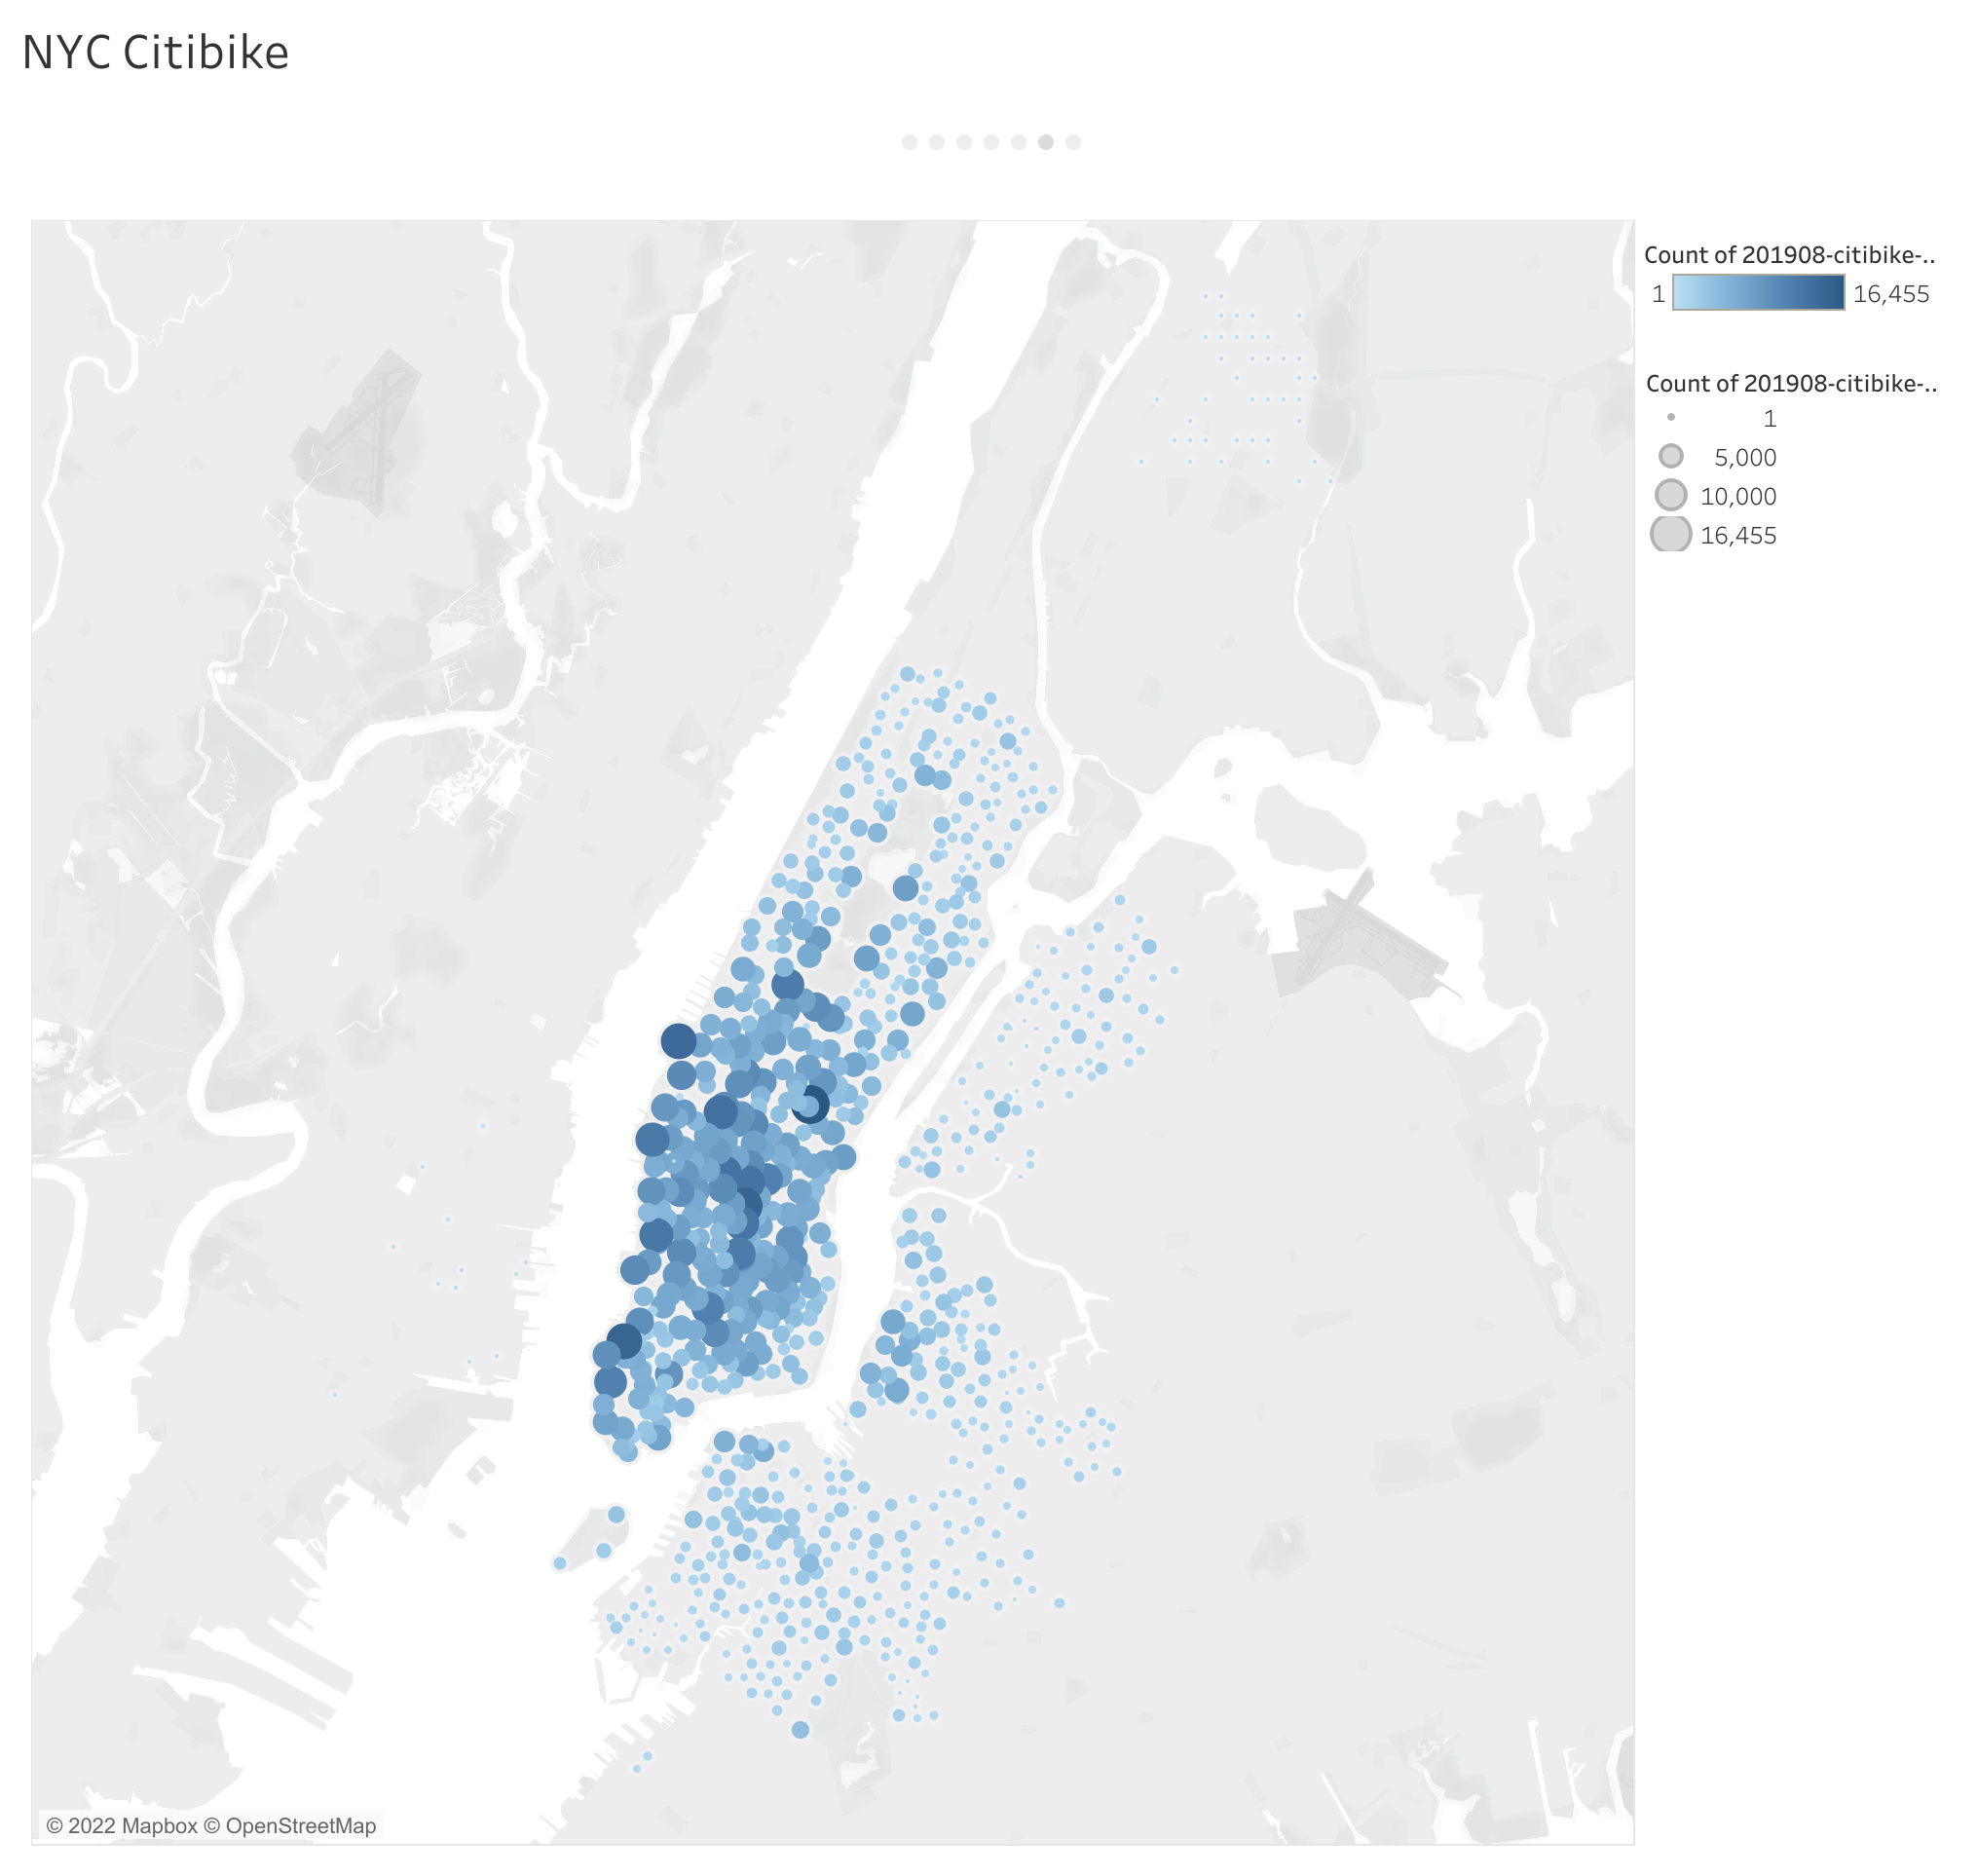 NYC Citibike
Count of 201908-citibike-..
1 16,455
Count of 201908-citibike-..
1
5,000
10,000
16,455
© 2022 Mapbox © OpenStreetMap